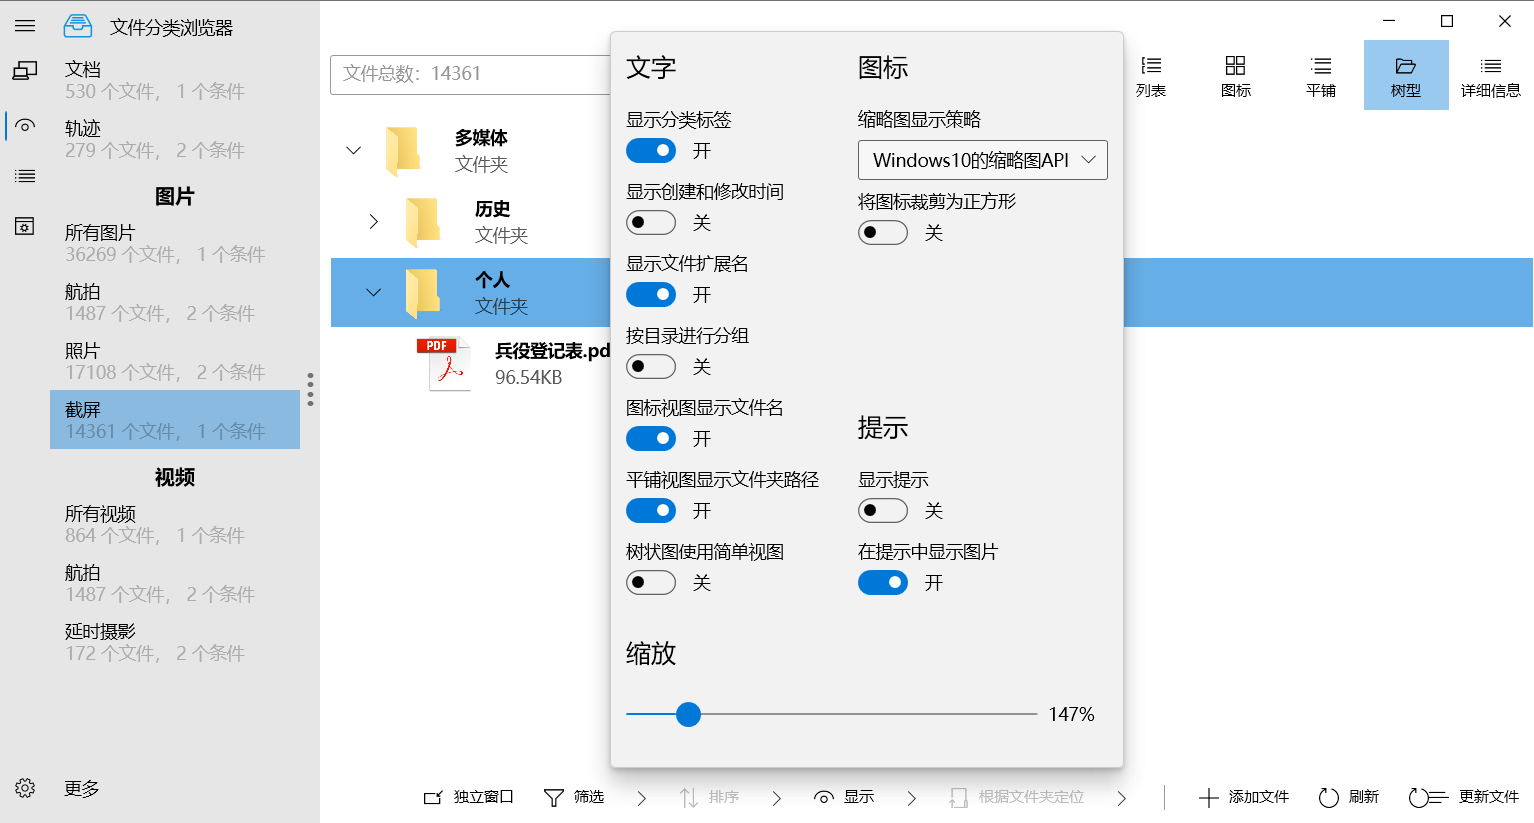 文件分类浏览器
文档
530 个文件， 1 个条件
轨迹
279 个文件， 2 个条件
图片
所有图片
36269 个文件， 1 个条件
航拍
1487 个文件， 2 个条件
照片
17108 个文件， 2 个条件
截屏
14361 个文件， 1 个条件
视频
所有视频
864 个文件， 1 个条件
航拍
1487 个文件， 2 个条件
延时摄影
172 个文件， 2 个条件
更多
文件总数：14361
列表
图标
平铺
树型
详细信息
多媒体
文件夹
历史
文件夹
个人
文件夹
PDF
兵役登记表.pd
96.54KB
文字
显示分类标签
开
显示创建和修改时间
关
显示文件扩展名
开
按目录进行分组
关
图标视图显示文件名
开
平铺视图显示文件夹路径
开
树状图使用简单视图
关
图标
缩略图显示策略
Windows10的缩略图API
将图标裁剪为正方形
关
提示
显示提示
关
在提示中显示图片
开
缩放
147%
独立窗口
筛选
排序
显示
根据文件夹定位
添加文件
刷新
更新文件